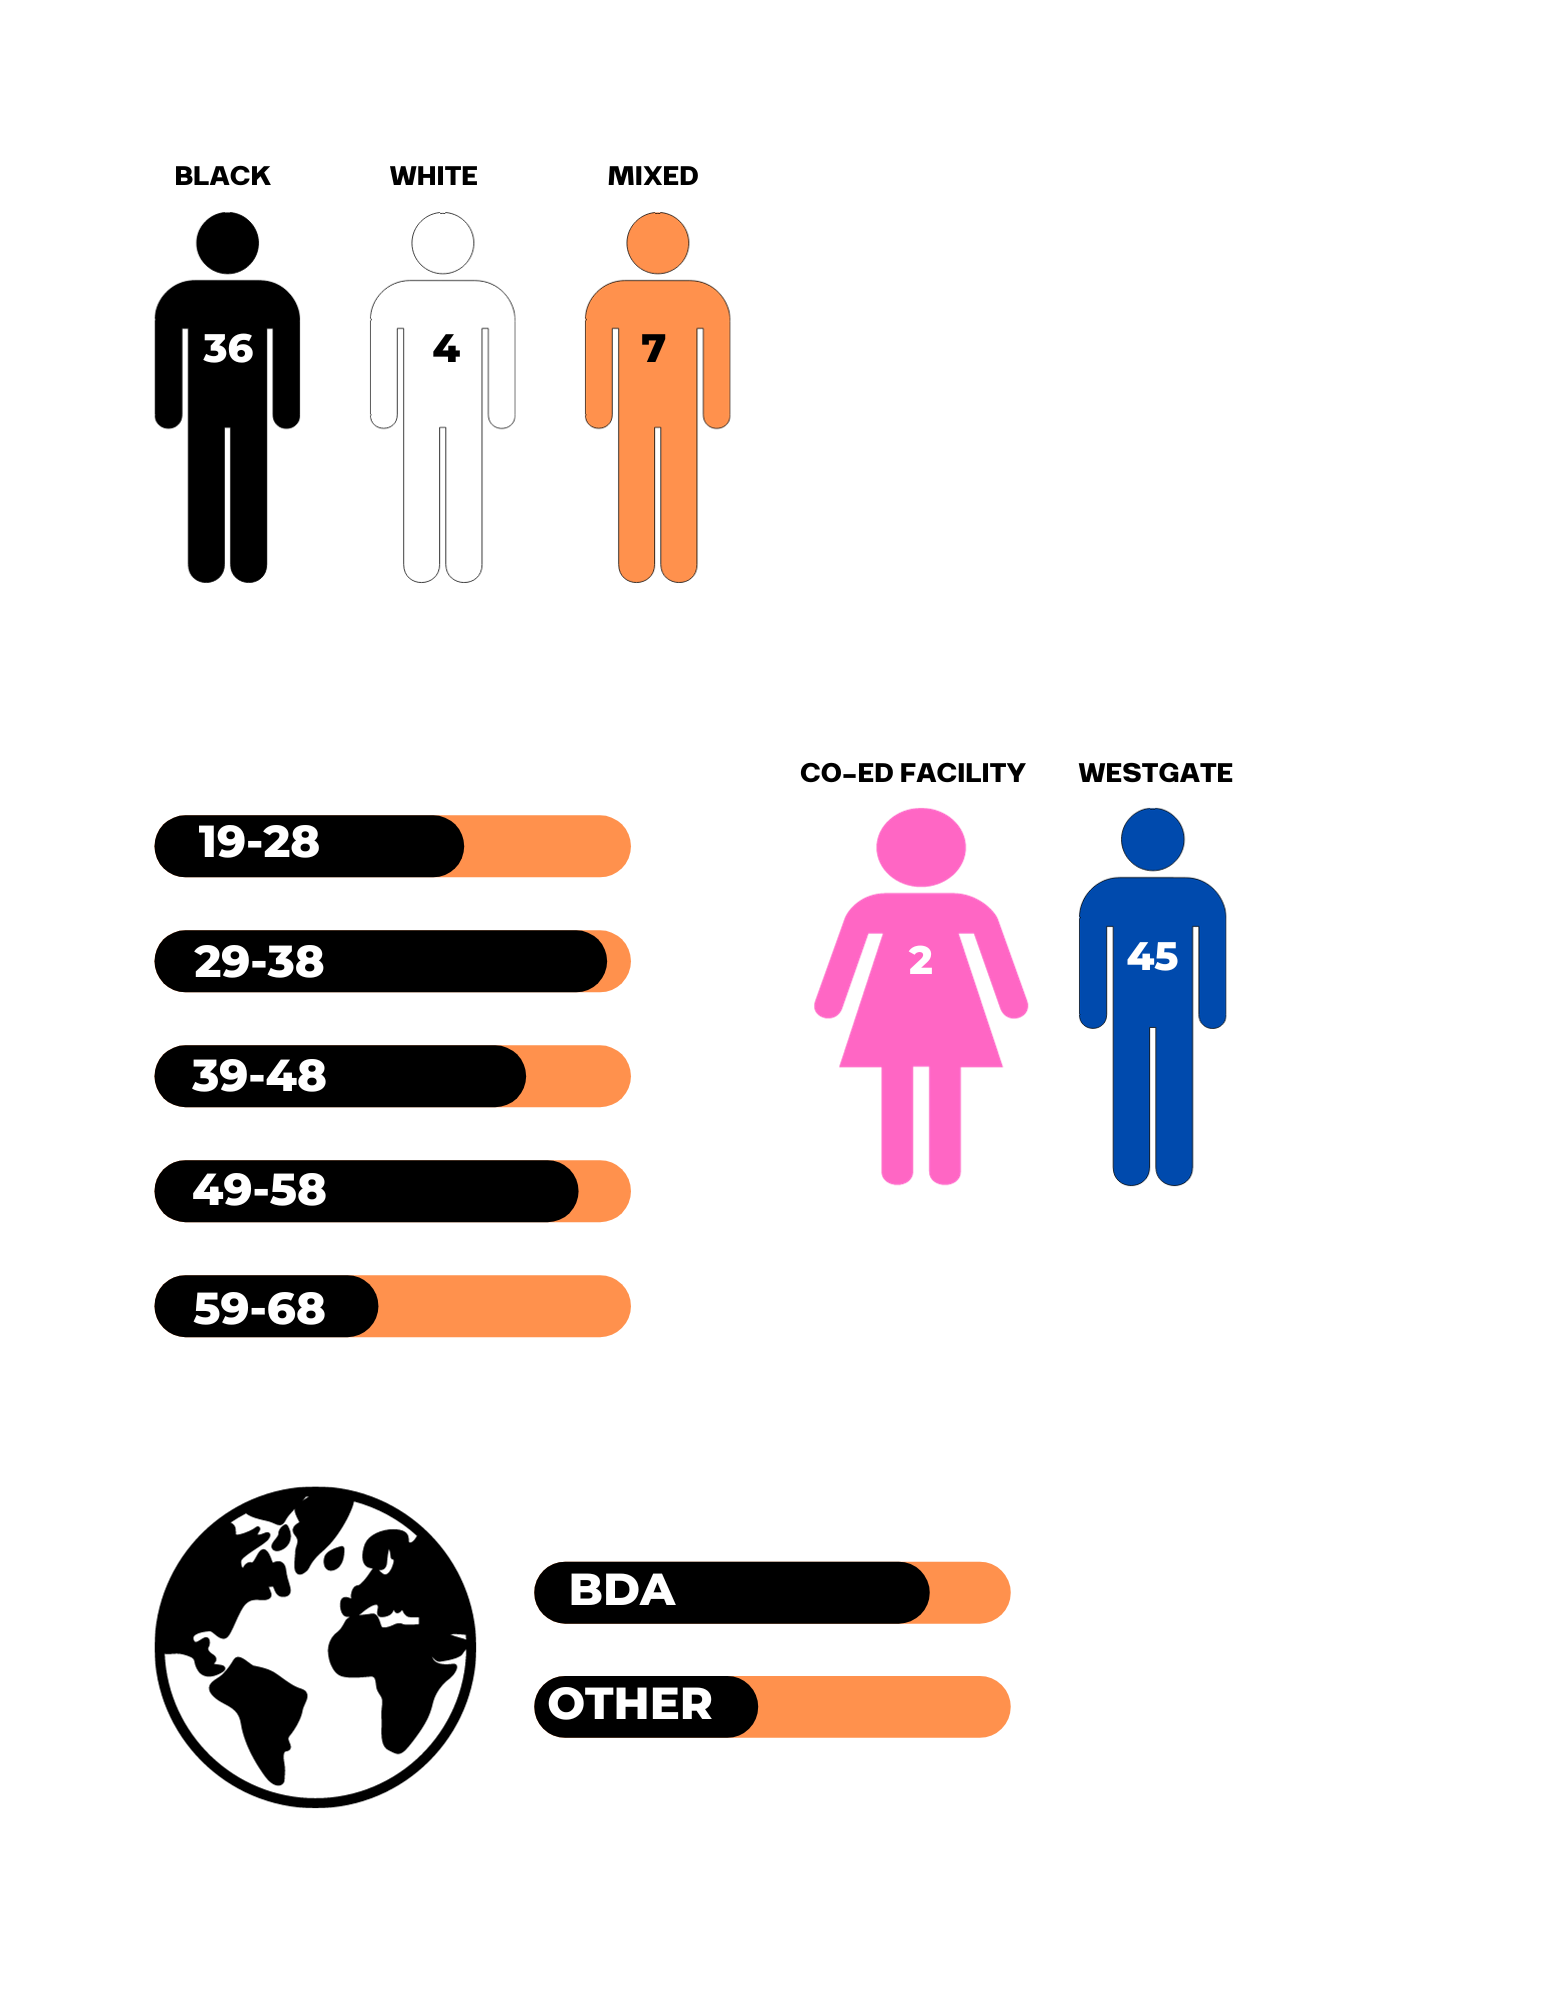 BLACK WHITE MIXED
36 4 7
CO-ED FACILITY WESTGATE
19-28
29-38
2 45
39-48
49-58
59-68
BDA
OTHER